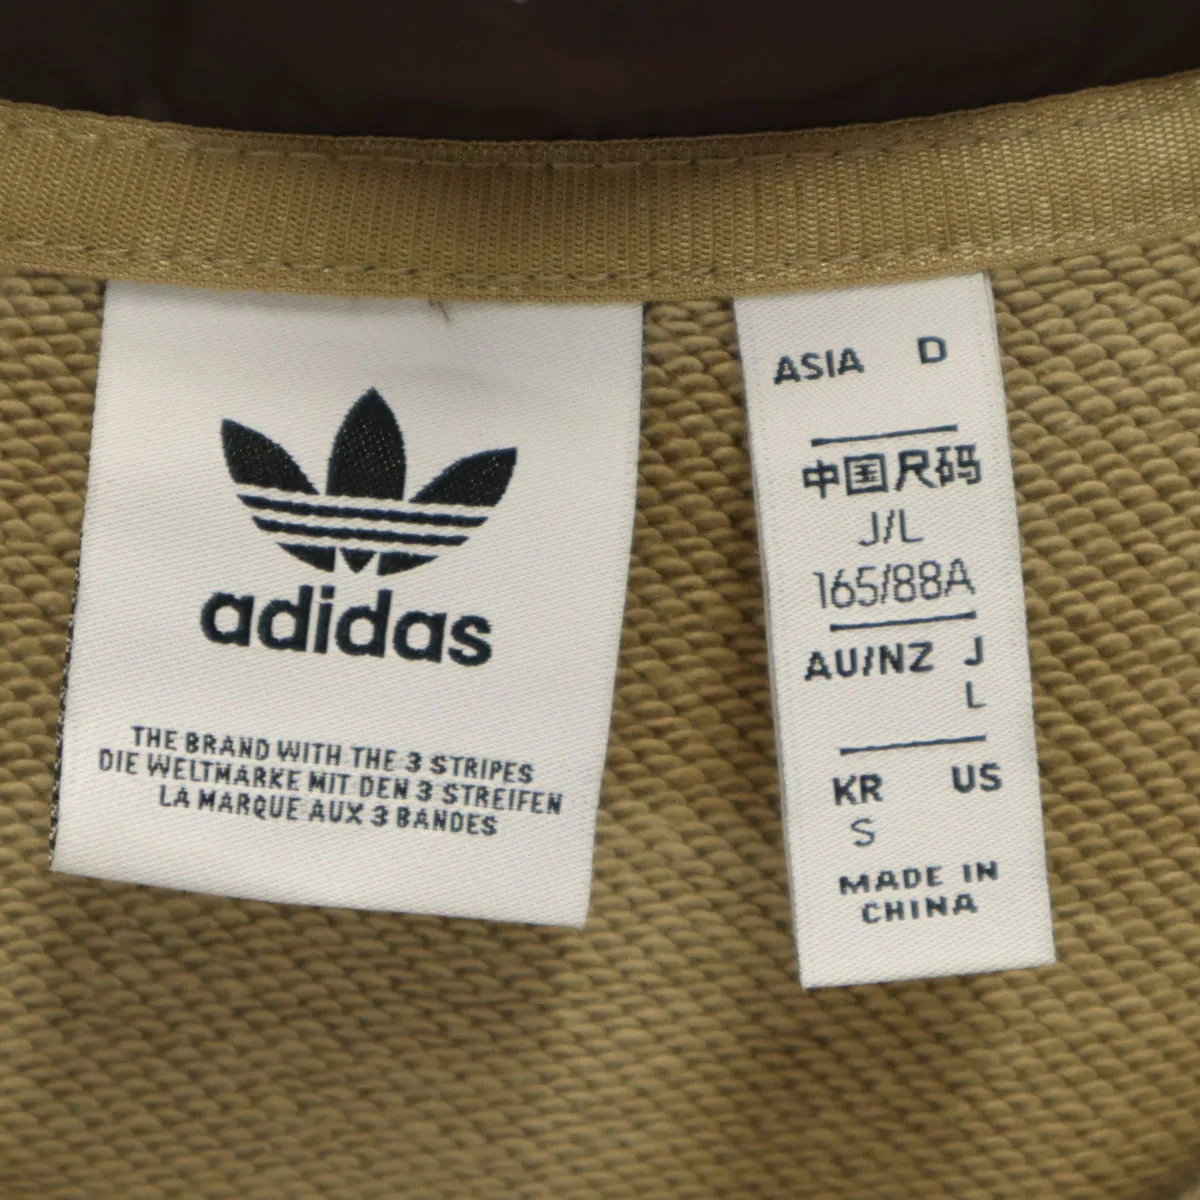 adidas
THE BRAND WITH THE 3 STRIPES
DIE WELTMARKE MIT DEN 3 STREIFEN
LA MARQUE AUX 3 BANDES
ASIA D
中国尺码
J/L
165/88A
AU/NZ J
L
KR US
S
MADE IN
CHINA